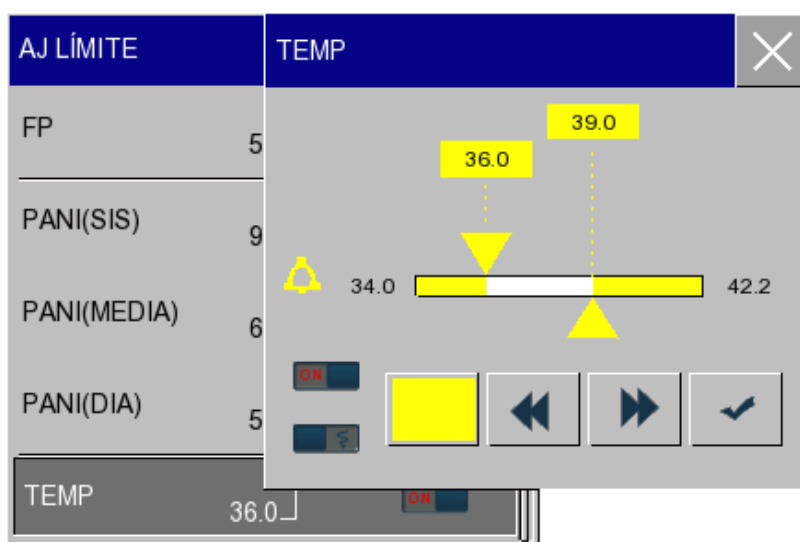 AJ LÍMITE
TEMP
FP
5
PANI(SIS)
9
PANI(MEDIA)
6
PANI(DIA)
5
TEMP
36.0
ON
39.0
36.0
34.0
42.2
ON